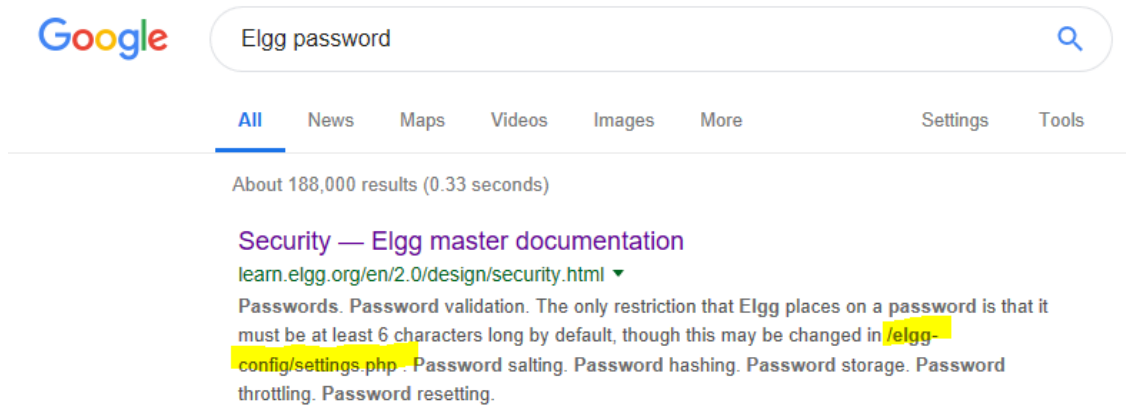 Google
Elgg password
All News Maps Videos Images More Settings Tools
About 188,000 results (0.33 seconds)
Security — Elgg master documentation
learn.elgg.org/en/2.0/design/security.html
Passwords. Password validation. The only restriction that Elgg places on a password is that it
must be at least 6 characters long by default, though this may be changed in /elgg-
config/settings.php . Password salting. Password hashing. Password storage. Password
throttling. Password resetting.